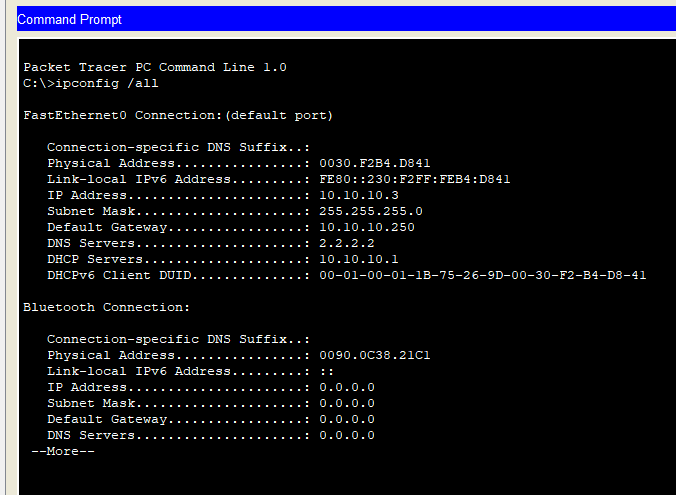 Command Prompt
Packet Tracer PC Command Line 1.0
C:\>ipconfig /all
FastEthernet0 Connection:(default port)
Connection-specific DNS Suffix..:
Physical Address................: 0030.F2B4.D841
Link-local IPv6 Address.........: FE80::230:F2FF:FEB4:D841
IP Address......................: 10.10.10.3
Subnet Mask.....................: 255.255.255.0
Default Gateway.................: 10.10.10.250
DNS Servers.....................: 2.2.2.2
DHCP Servers....................: 10.10.10.1
DHCPv6 Client DUID..............: 00-01-00-01-1B-75-26-9D-00-30-F2-B4-D8-41
Bluetooth Connection:
Connection-specific DNS Suffix..:
Physical Address................: 0090.0C38.21C1
Link-local IPv6 Address.........: ::
IP Address......................: 0.0.0.0
Subnet Mask.....................: 0.0.0.0
Default Gateway.................: 0.0.0.0
DNS Servers.....................: 0.0.0.0
--More--